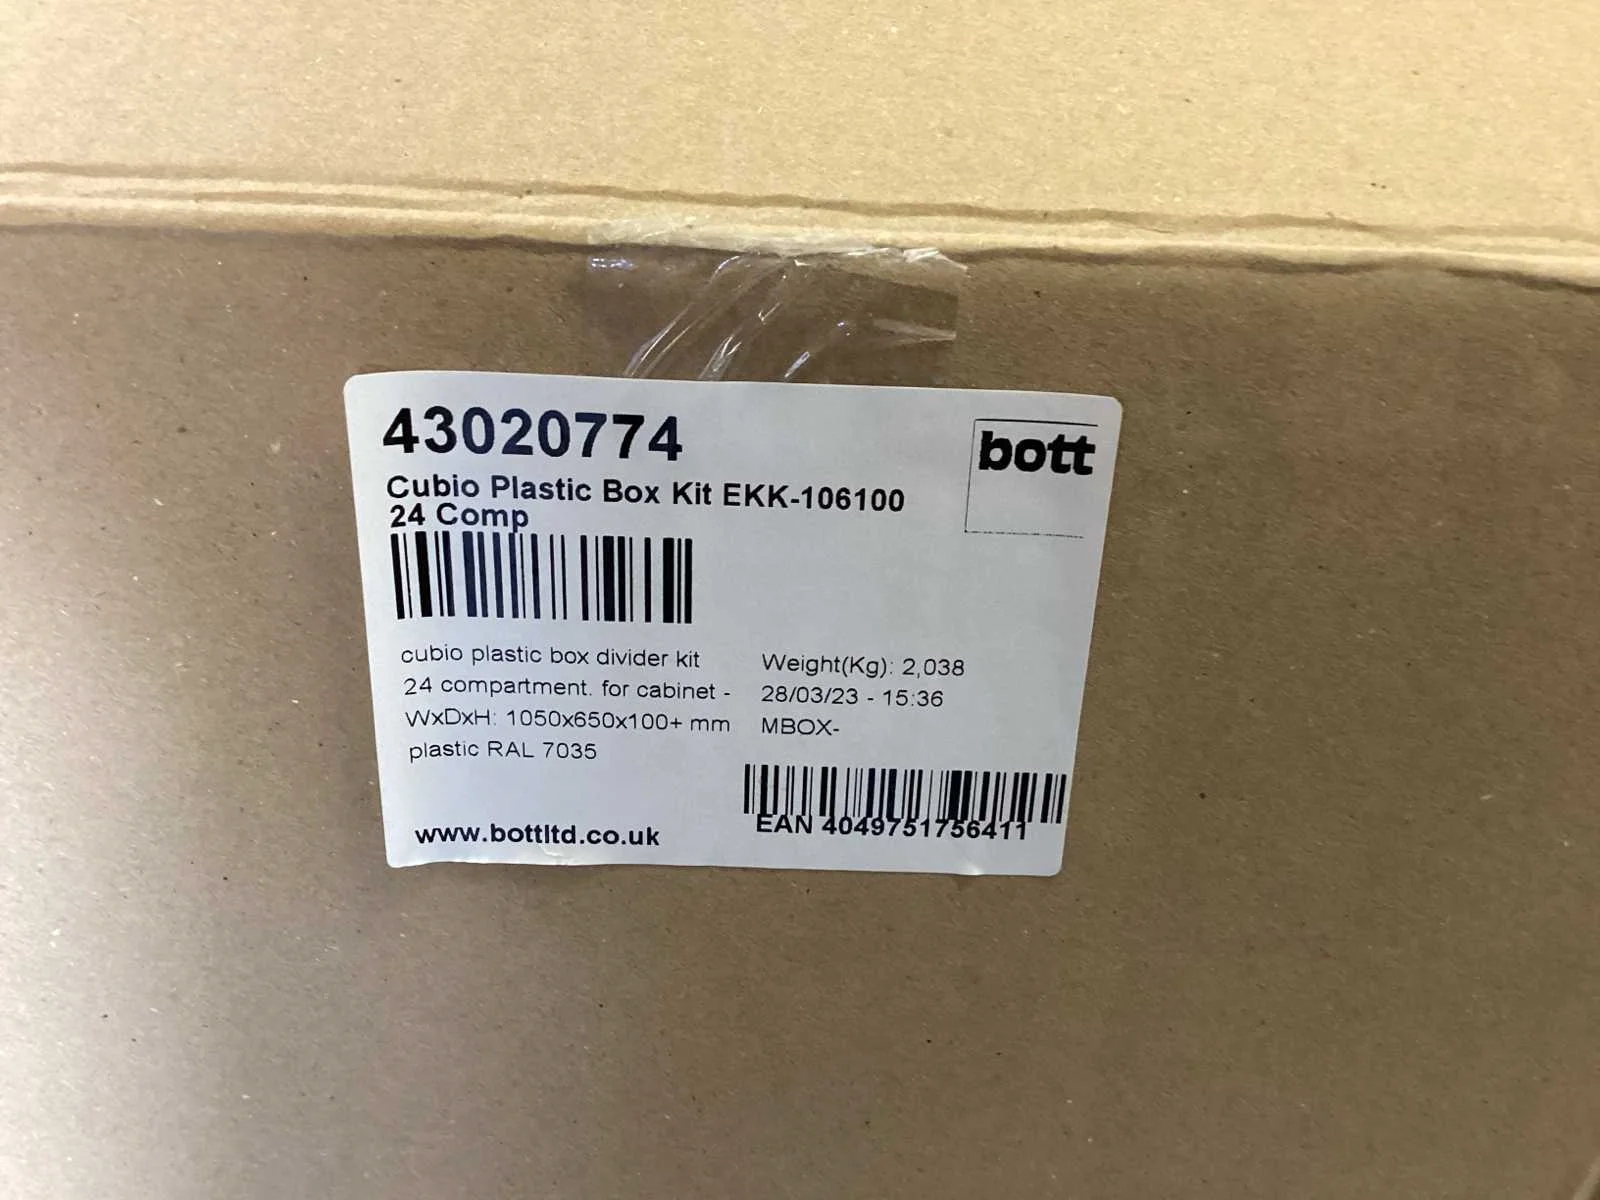 43020774
bott
Cubio Plastic Box Kit EKK-106100
24 Comp
cubio plastic box divider kit
24 compartment. for cabinet -
WxDxH: 1050x650x100+ mm
plastic RAL 7035
Weight(Kg): 2,038
28/03/23 - 15:36
MBOX-
www.bottltd.co.uk
EAN 4049751756411